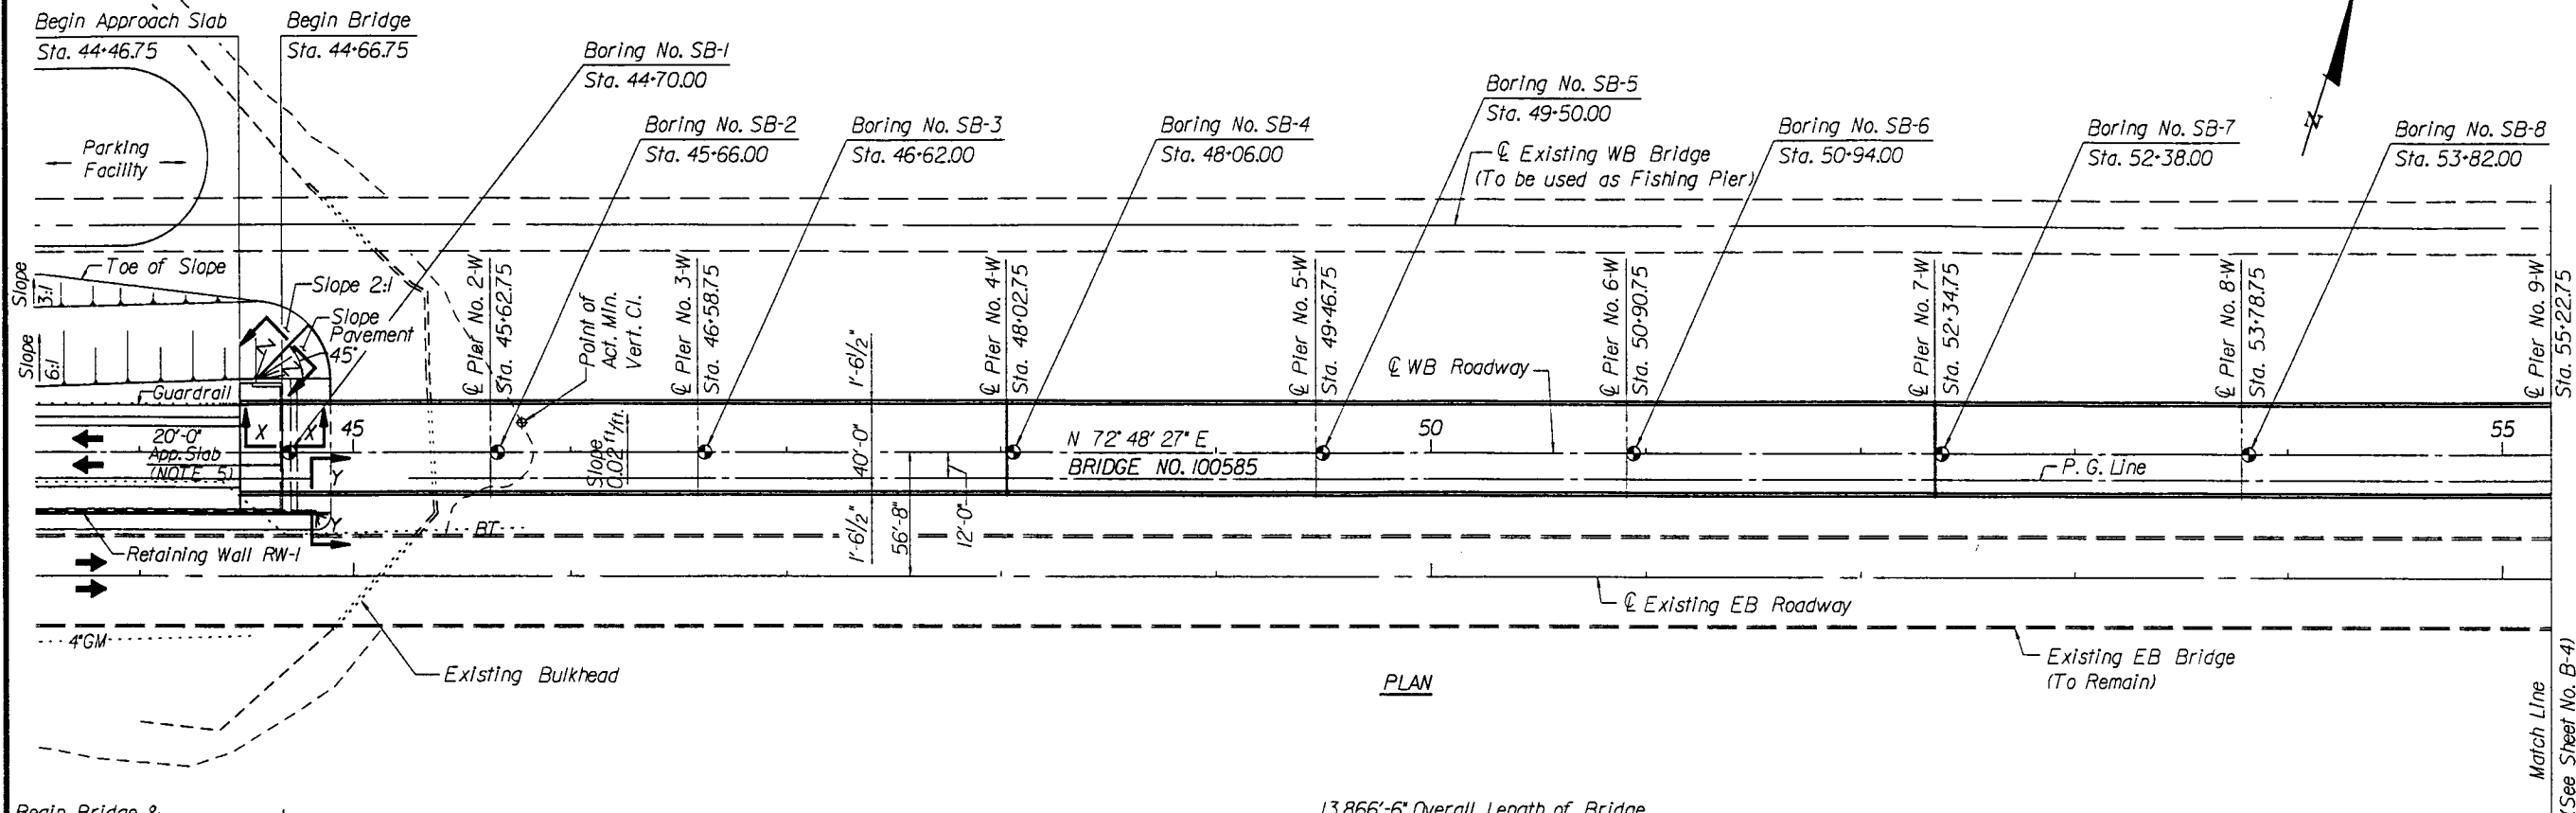 Begin Approach Slab
Sta. 44+46.75
Begin Bridge
Sta. 44+66.75
Boring No. SB-1
Sta. 44+70.00
Boring No. SB-2
Sta. 45+66.00
Boring No. SB-3
Sta. 46+62.00
Boring No. SB-4
Sta. 48+06.00
Boring No. SB-5
Sta. 49+50.00
Boring No. SB-6
Sta. 50+94.00
Boring No. SB-7
Sta. 52+38.00
Boring No. SB-8
Sta. 53+82.00
N
Parking
Facility
℄ Existing WB Bridge
(To be used as Fishing Pier)
Toe of Slope
Slope
3:1
Slope 2:1
Slope
Pavement
45°
Slope
6:1
Guardrail
℄ Pier No. 2-W
Sta. 45+62.75
Point of
Act. Min.
Vert. Cl.
℄ Pier No. 3-W
Sta. 46+58.75
℄ Pier No. 4-W
Sta. 48+02.75
℄ Pier No. 5-W
Sta. 49+46.75
℄ Pier No. 6-W
Sta. 50+90.75
℄ Pier No. 7-W
Sta. 52+34.75
℄ Pier No. 8-W
Sta. 53+78.75
℄ Pier No. 9-W
Sta. 55+22.75
1'-6½"
40'-0"
1'-6½"
℄ WB Roadway
20'-0"
App. Slab
(NOTE 5)
X
X
45
Y
Y
Slope
0.02 ft/ft.
N 72° 48' 27" E
BRIDGE NO. 100585
50
55
P. G. Line
56'-8"
12'-0"
BT
Retaining Wall RW-1
℄ Existing EB Roadway
4"GM
Existing Bulkhead
PLAN
Existing EB Bridge
(To Remain)
Match Line
(See Sheet No. B-4)
Begin Bridge &
13,866'-6" Overall Length of Bridge